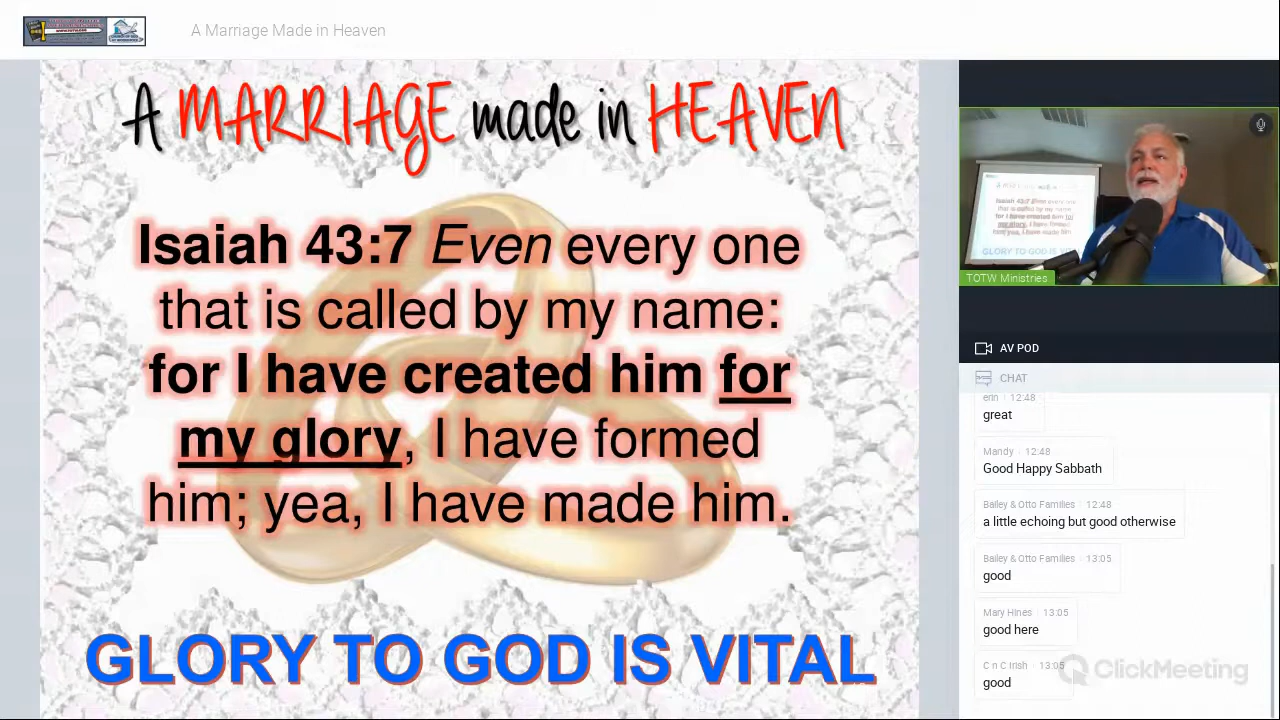 A Marriage Made in Heaven
A MARRIAGE made in HEAVEN
Isaiah 43:7 Even every one
that is called by my name:
for I have created him for
my glory, I have formed
him; yea, I have made him.
GLORY TO GOD IS VITAL
TOTW Ministries
AV POD
CHAT
erin 12:48
great
Mandy 12:48
Good Happy Sabbath
Bailey & Otto Families 12:48
a little echoing but good otherwise
Bailey & Otto Families 13:05
good
Mary Hines 13:05
good here
C n C Irish 13:05
good
ClickMeeting